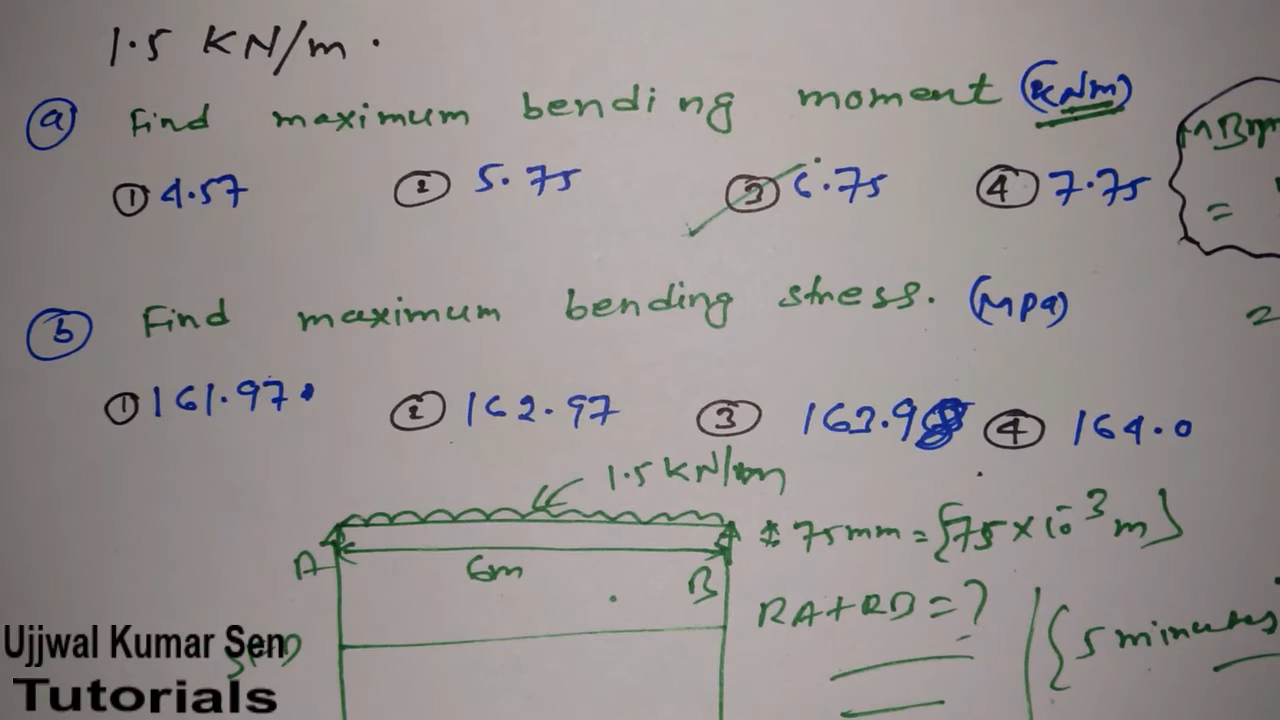 1.5 KN/m.
(a) Find maximum bending moment (kNm)
① 4.57 ② 5.75 ③ 6.75 ④ 7.75
=
(b) Find maximum bending stress. (Mpa)
2
① 161.97 ② 162.97 ③ 163.98 ④ 164.0
1.5 KN/m
75mm = {75 × 10⁻³ m}
A 6m B
RA+RB = ?
{5 minutes
Ujjwal Kumar Sen
Tutorials